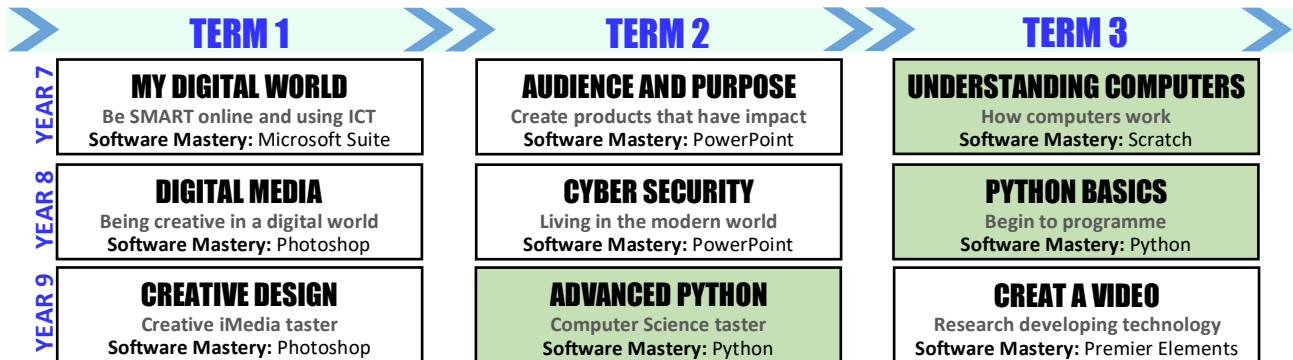 TERM 1
TERM 2
TERM 3
YEAR 7
MY DIGITAL WORLD
Be SMART online and using ICT
Software Mastery: Microsoft Suite
AUDIENCE AND PURPOSE
Create products that have impact
Software Mastery: PowerPoint
UNDERSTANDING COMPUTERS
How computers work
Software Mastery: Scratch
YEAR 8
DIGITAL MEDIA
Being creative in a digital world
Software Mastery: Photoshop
CYBER SECURITY
Living in the modern world
Software Mastery: PowerPoint
PYTHON BASICS
Begin to programme
Software Mastery: Python
YEAR 9
CREATIVE DESIGN
Creative iMedia taster
Software Mastery: Photoshop
ADVANCED PYTHON
Computer Science taster
Software Mastery: Python
CREAT A VIDEO
Research developing technology
Software Mastery: Premier Elements